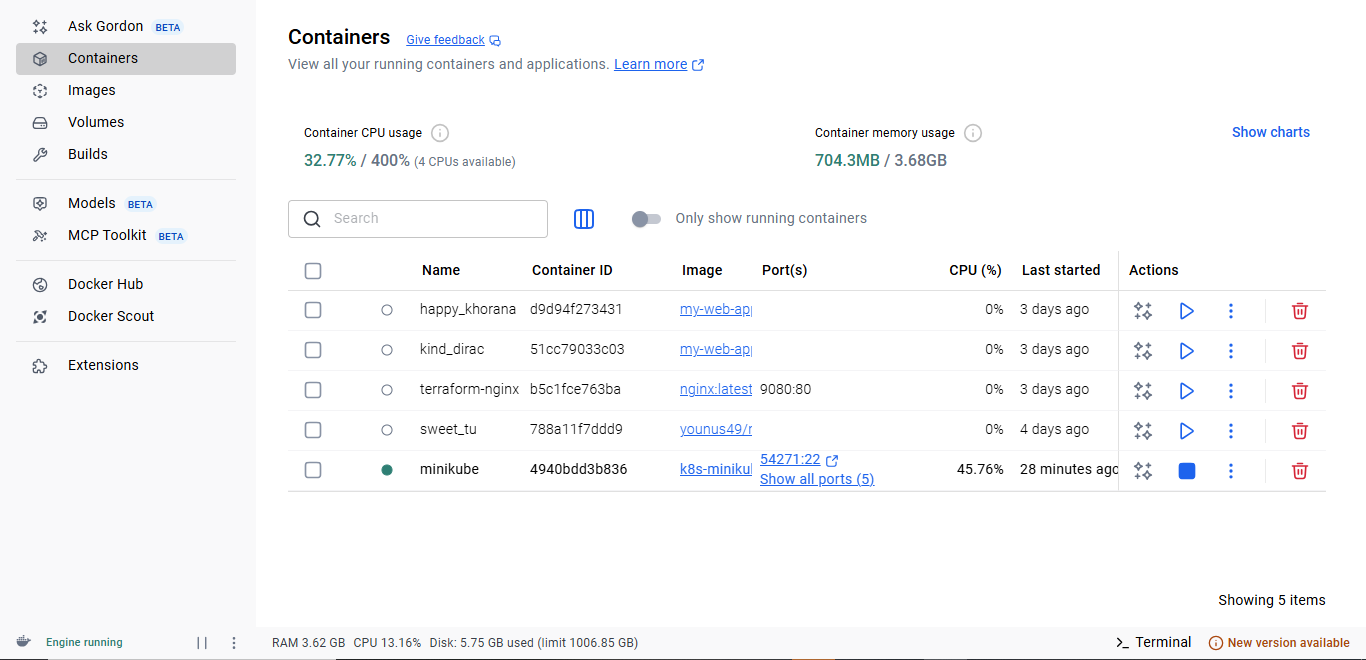 Ask Gordon BETA
Containers
Images
Volumes
Builds
Models BETA
MCP Toolkit BETA
Docker Hub
Docker Scout
Extensions
Containers Give feedback
View all your running containers and applications. Learn more
Container CPU usage
32.77% / 400% (4 CPUs available)
Container memory usage
704.3MB / 3.68GB
Show charts
Search
Only show running containers
Name Container ID Image Port(s) CPU (%) Last started Actions
happy_khorana d9d94f273431 my-web-ap 0% 3 days ago
kind_dirac 51cc79033c03 my-web-ap 0% 3 days ago
terraform-nginx b5c1fce763ba nginx:latest 9080:80 0% 3 days ago
sweet_tu 788a11f7ddd9 younus49/ 0% 4 days ago
minikube 4940bdd3b836 k8s-miniku 54271:22 45.76% 28 minutes ago
Show all ports (5)
Showing 5 items
Engine running
RAM 3.62 GB CPU 13.16% Disk: 5.75 GB used (limit 1006.85 GB)
>_ Terminal
New version available